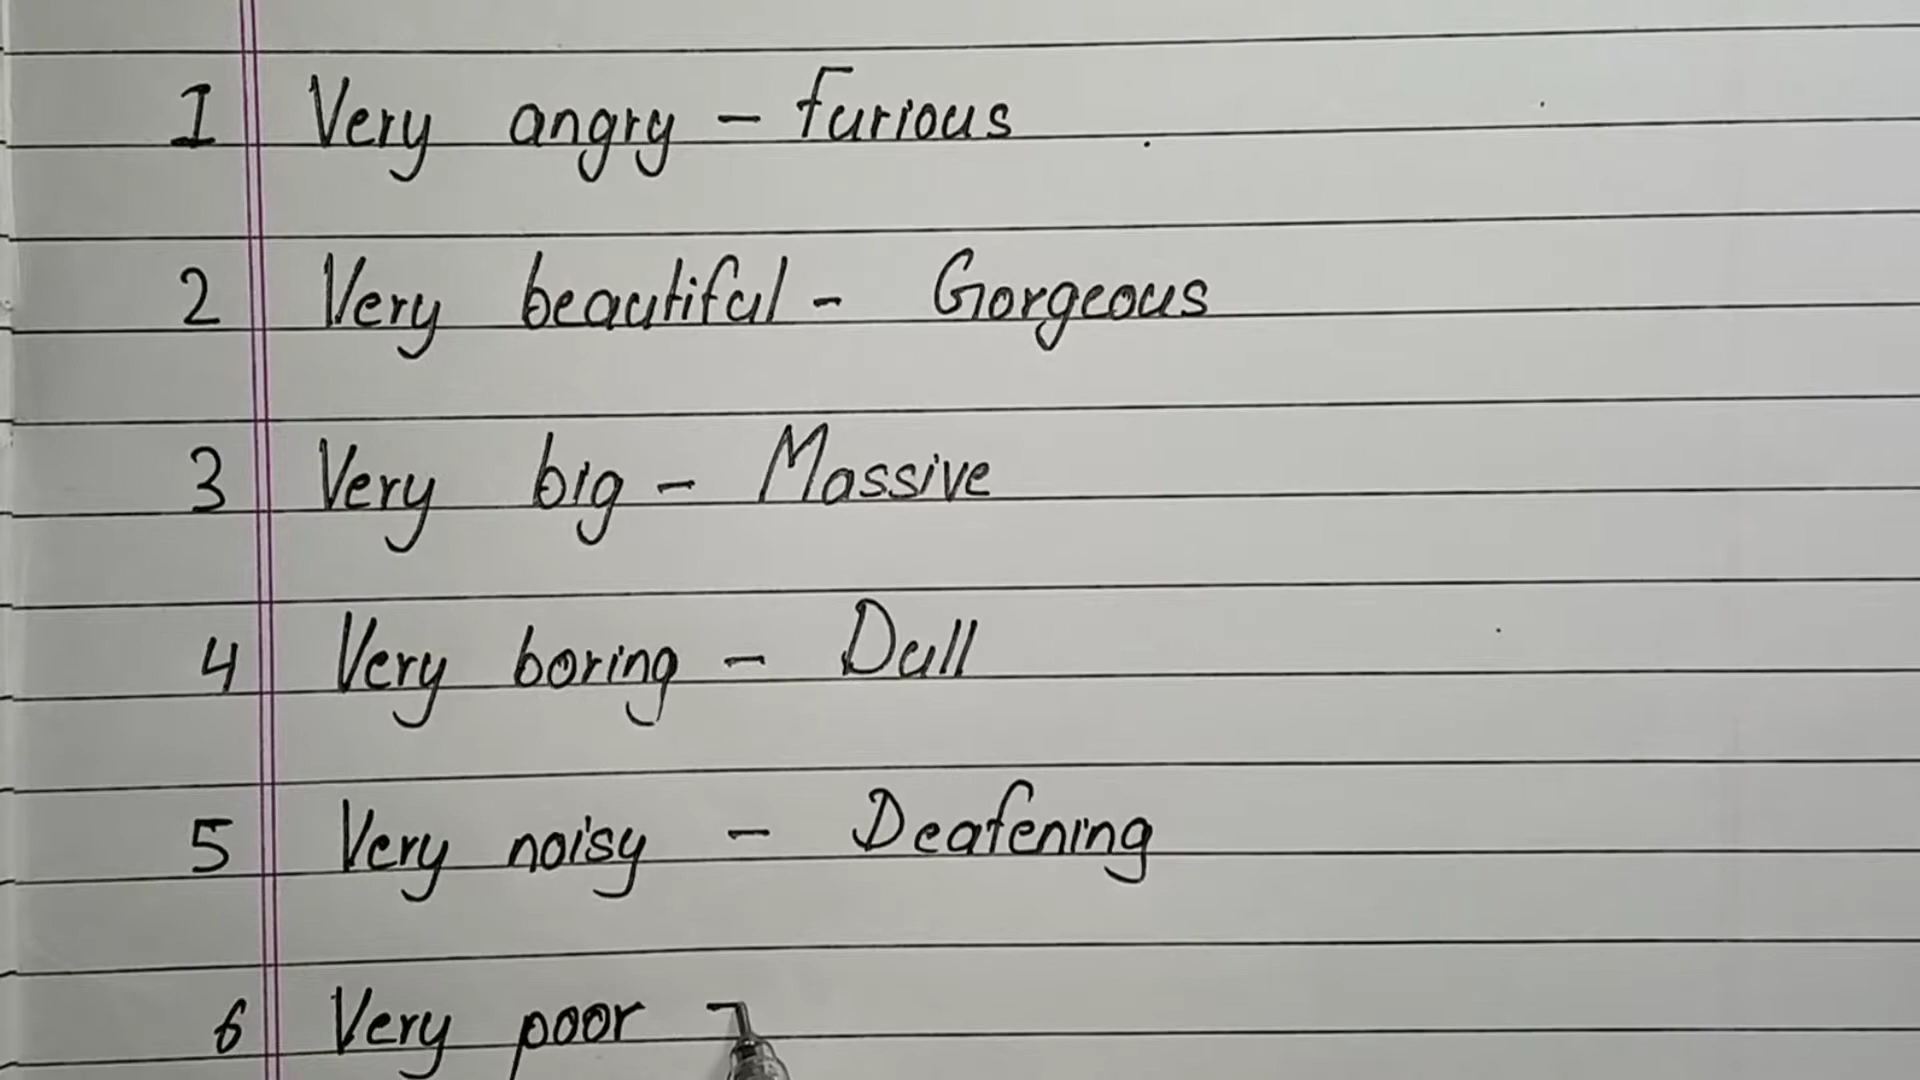 1 Very angry - furious
2 Very beautiful - Gorgeous
3 Very big - Massive
4 Very boring - Dull
5 Very noisy - Deafening
6 Very poor -